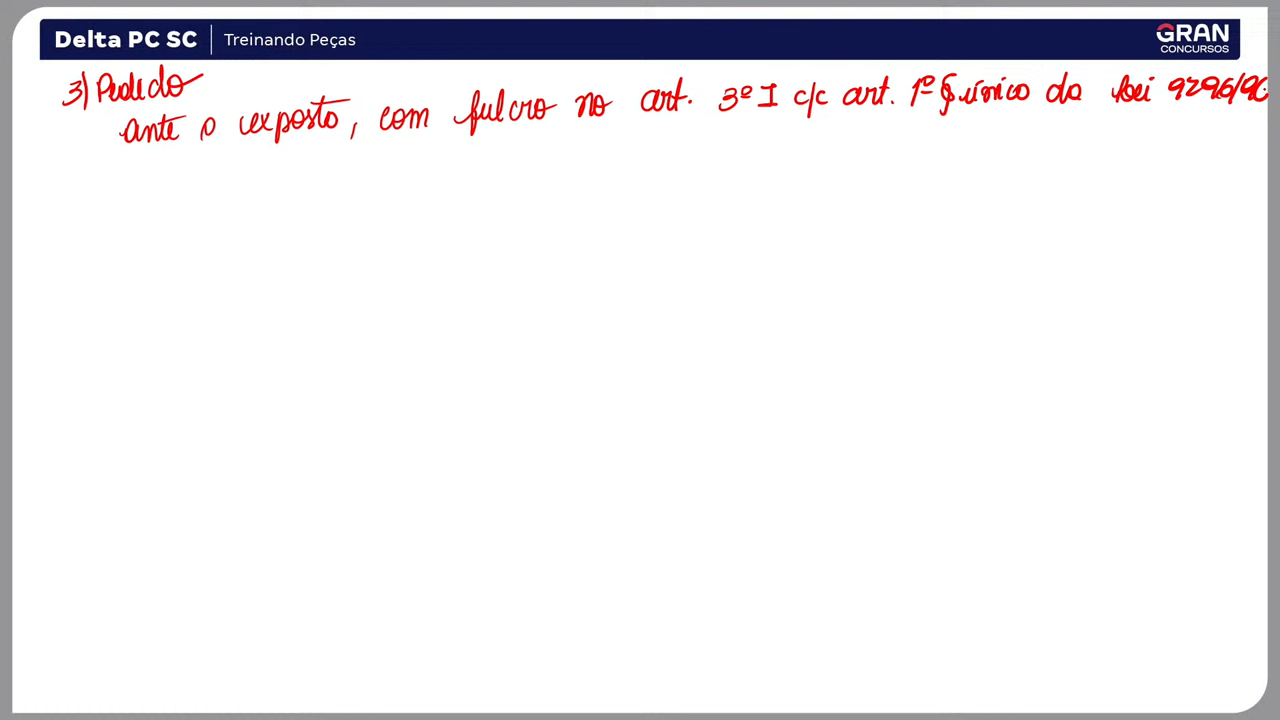 Delta PC SC | Treinando Peças
GRAN
CONCURSOS
3) Pedido
ante o exposto, com fulcro no art. 3º I c/c art. 1º § único da lei 9296/96.